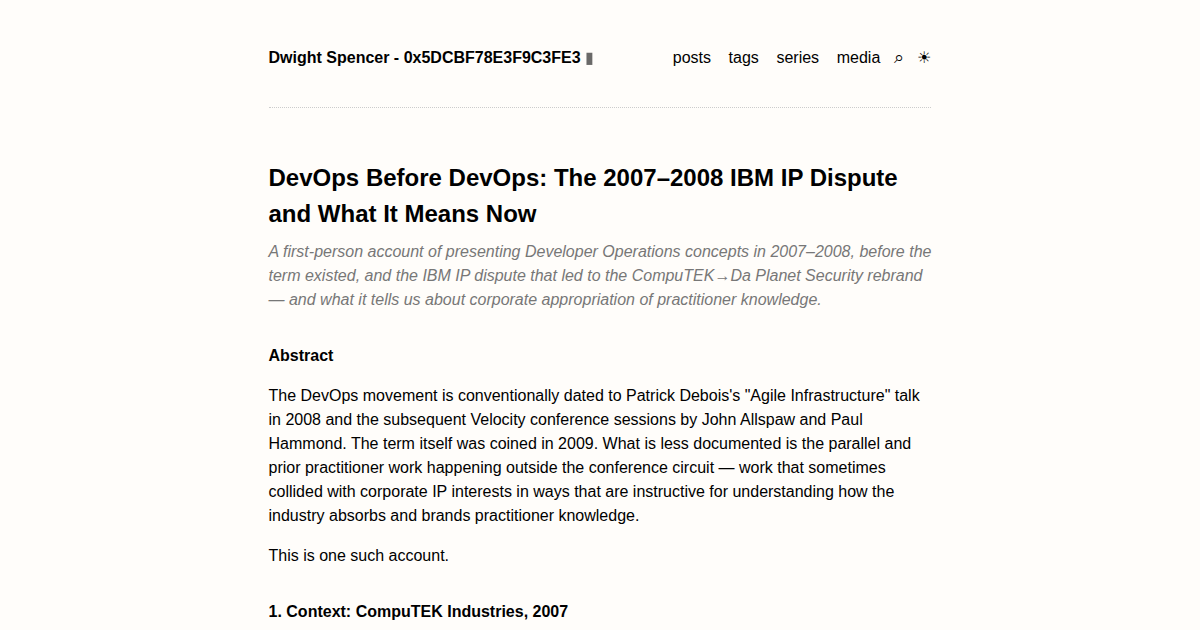 Dwight Spencer - 0x5DCBF78E3F9C3FE3
posts tags series media
DevOps Before DevOps: The 2007–2008 IBM IP Dispute
and What It Means Now
A first-person account of presenting Developer Operations concepts in 2007–2008, before the
term existed, and the IBM IP dispute that led to the CompuTEK→Da Planet Security rebrand
— and what it tells us about corporate appropriation of practitioner knowledge.
Abstract
The DevOps movement is conventionally dated to Patrick Debois's "Agile Infrastructure" talk
in 2008 and the subsequent Velocity conference sessions by John Allspaw and Paul
Hammond. The term itself was coined in 2009. What is less documented is the parallel and
prior practitioner work happening outside the conference circuit — work that sometimes
collided with corporate IP interests in ways that are instructive for understanding how the
industry absorbs and brands practitioner knowledge.
This is one such account.
1. Context: CompuTEK Industries, 2007